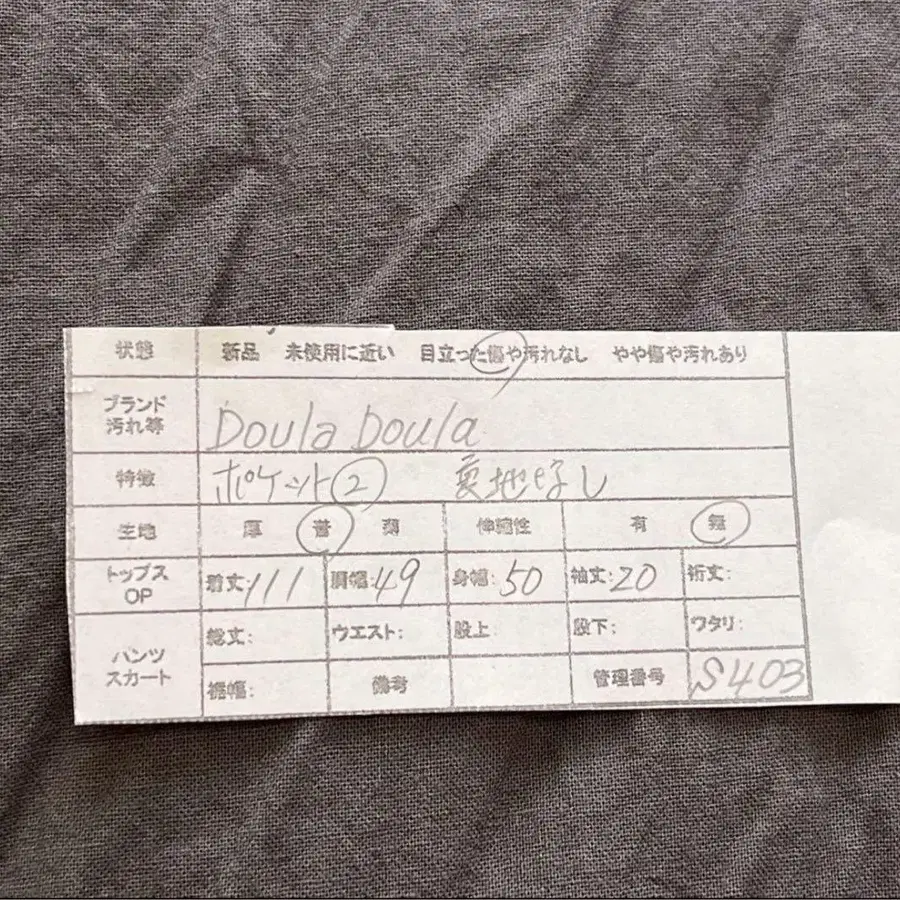 状態 新品 未使用に近い 目立った傷や汚れなし やや傷や汚れあり
ブランド
汚れ等 Doula Doula
特徴 ポケット② 裏地なし
生地 厚 普 薄 伸縮性 有 無
トップス
OP 着丈:111 肩幅:49 身幅:50 袖丈:20 裄丈:
パンツ
スカート 総丈: ウエスト: 股上: 股下: ワタリ:
裾幅: 備考 管理番号 S403